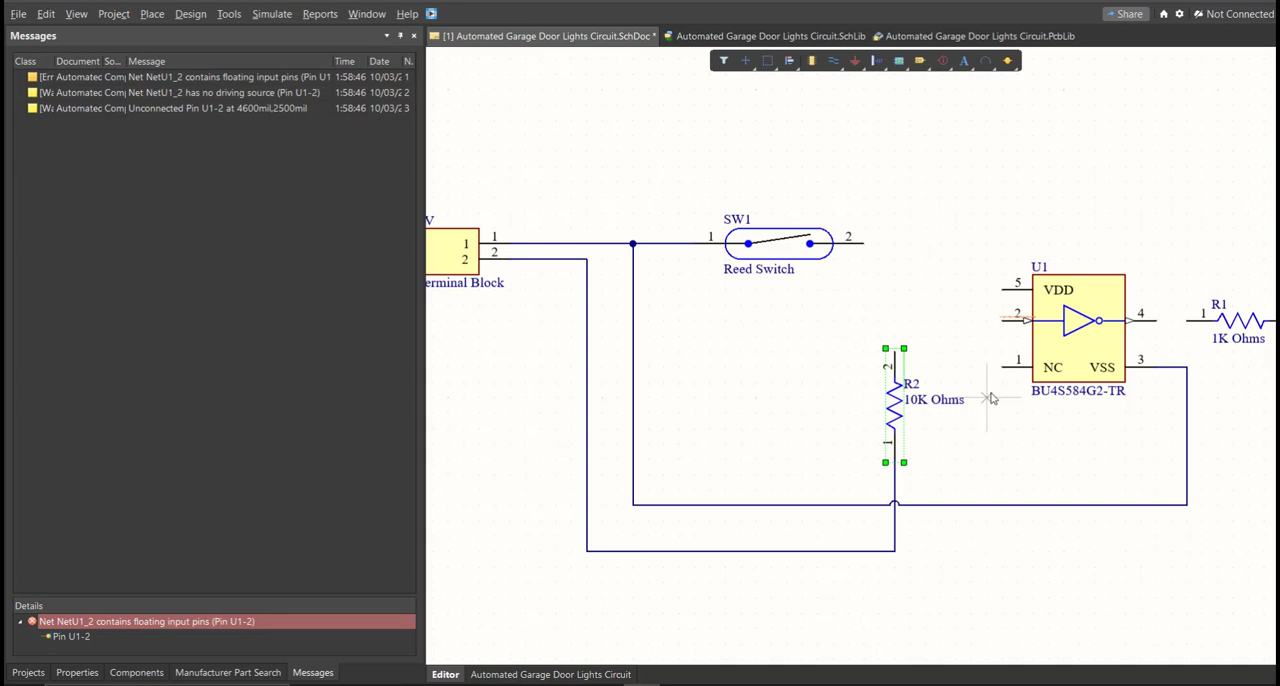 File Edit View Project Place Design Tools Simulate Reports Window Help
Share Not Connected
Messages
[1] Automated Garage Door Lights Circuit.SchDoc *
Automated Garage Door Lights Circuit.SchLib
Automated Garage Door Lights Circuit.PcbLib
Class Document So... Message Time Date N.
[Err Automatec Com Net NetU1_2 contains floating input pins (Pin U1 1:58:46 10/03/2 1
[Wa Automatec Com Net NetU1_2 has no driving source (Pin U1-2) 1:58:46 10/03/2 2
[Wa Automatec Com Unconnected Pin U1-2 at 4600mil,2500mil 1:58:46 10/03/2 3
V
1 1
2 2
erminal Block
SW1
1 2
Reed Switch
U1
5 VDD
2 4
1 NC VSS 3
BU4S584G2-TR
R1
1
1K Ohms
2
R2
10K Ohms
1
Details
Net NetU1_2 contains floating input pins (Pin U1-2)
Pin U1-2
Projects Properties Components Manufacturer Part Search Messages
Editor Automated Garage Door Lights Circuit